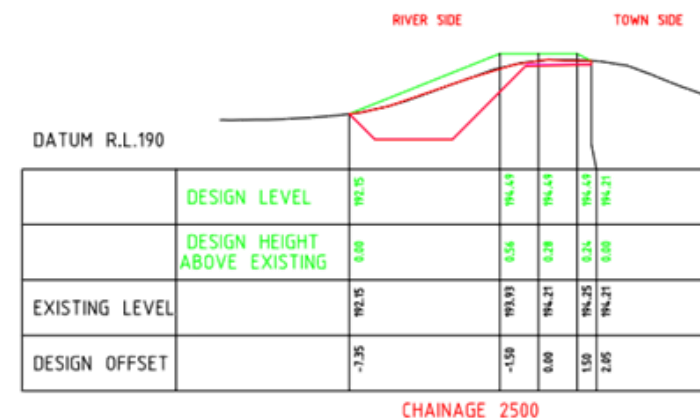 RIVER SIDE TOWN SIDE
DATUM R.L.190
DESIGN LEVEL 192.15 194.49 194.49 194.49 194.21
DESIGN HEIGHT
ABOVE EXISTING 0.00 0.56 0.28 0.24 0.00
EXISTING LEVEL 192.15 193.93 194.21 194.25 194.21
DESIGN OFFSET -7.35 -1.50 0.00 1.50 2.05
CHAINAGE 2500